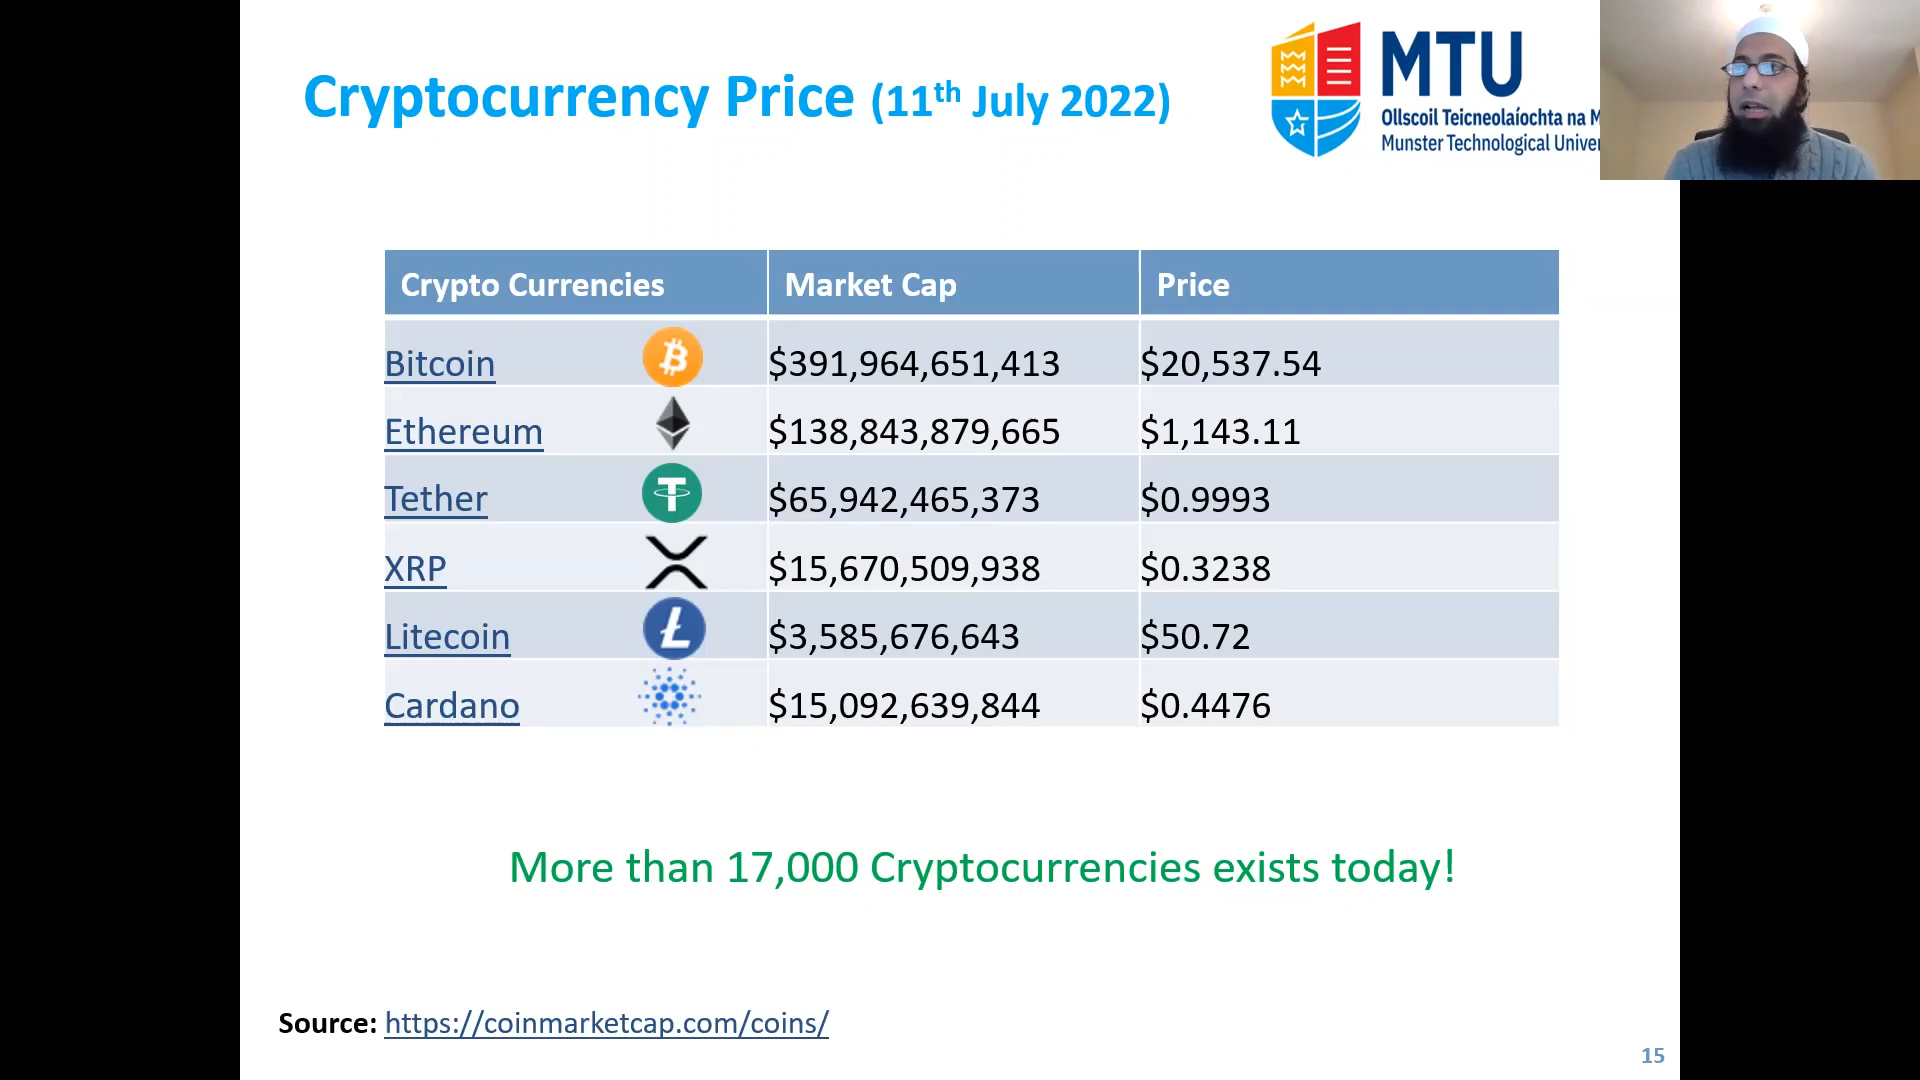 Cryptocurrency Price (11th July 2022)
MTU
Ollscoil Teicneolaíochta na
Munster Technological
Crypto Currencies Market Cap Price
Bitcoin $391,964,651,413 $20,537.54
Ethereum $138,843,879,665 $1,143.11
Tether $65,942,465,373 $0.9993
XRP $15,670,509,938 $0.3238
Litecoin $3,585,676,643 $50.72
Cardano $15,092,639,844 $0.4476
More than 17,000 Cryptocurrencies exists today!
Source: https://coinmarketcap.com/coins/
15